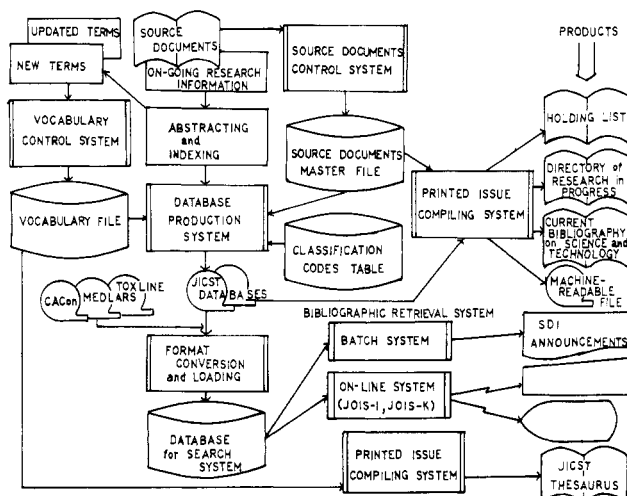 UPDATED TERMS
NEW TERMS
SOURCE
DOCUMENTS
ON-GOING RESEARCH
INFORMATION
SOURCE DOCUMENTS
CONTROL SYSTEM
PRODUCTS
VOCABULARY
CONTROL SYSTEM
ABSTRACTING
and
INDEXING
HOLDING LIST
SOURCE DOCUMENTS
MASTER FILE
VOCABULARY FILE
DATABASE
PRODUCTION
SYSTEM
PRINTED ISSUE
COMPILING SYSTEM
DIRECTORY of
RESEARCH in
PROGRESS
CLASSIFICATION
CODES TABLE
CURRENT
BIBLIOGRAPHY
ON SCIENCE and
TECHNOLOGY
CACon
MEDLARS
TOXLINE
JICST
DATABASES
MACHINE-
READABLE
FILE
BIBLIOGRAPHIC RETRIEVAL SYSTEM
FORMAT
CONVERSION
and LOADING
BATCH SYSTEM
SDI
ANNOUNCEMENTS
ON-LINE SYSTEM
(JOIS-I, JOIS-K)
DATABASE
for SEARCH
SYSTEM
PRINTED ISSUE
COMPILING SYSTEM
JICST
THESAURUS